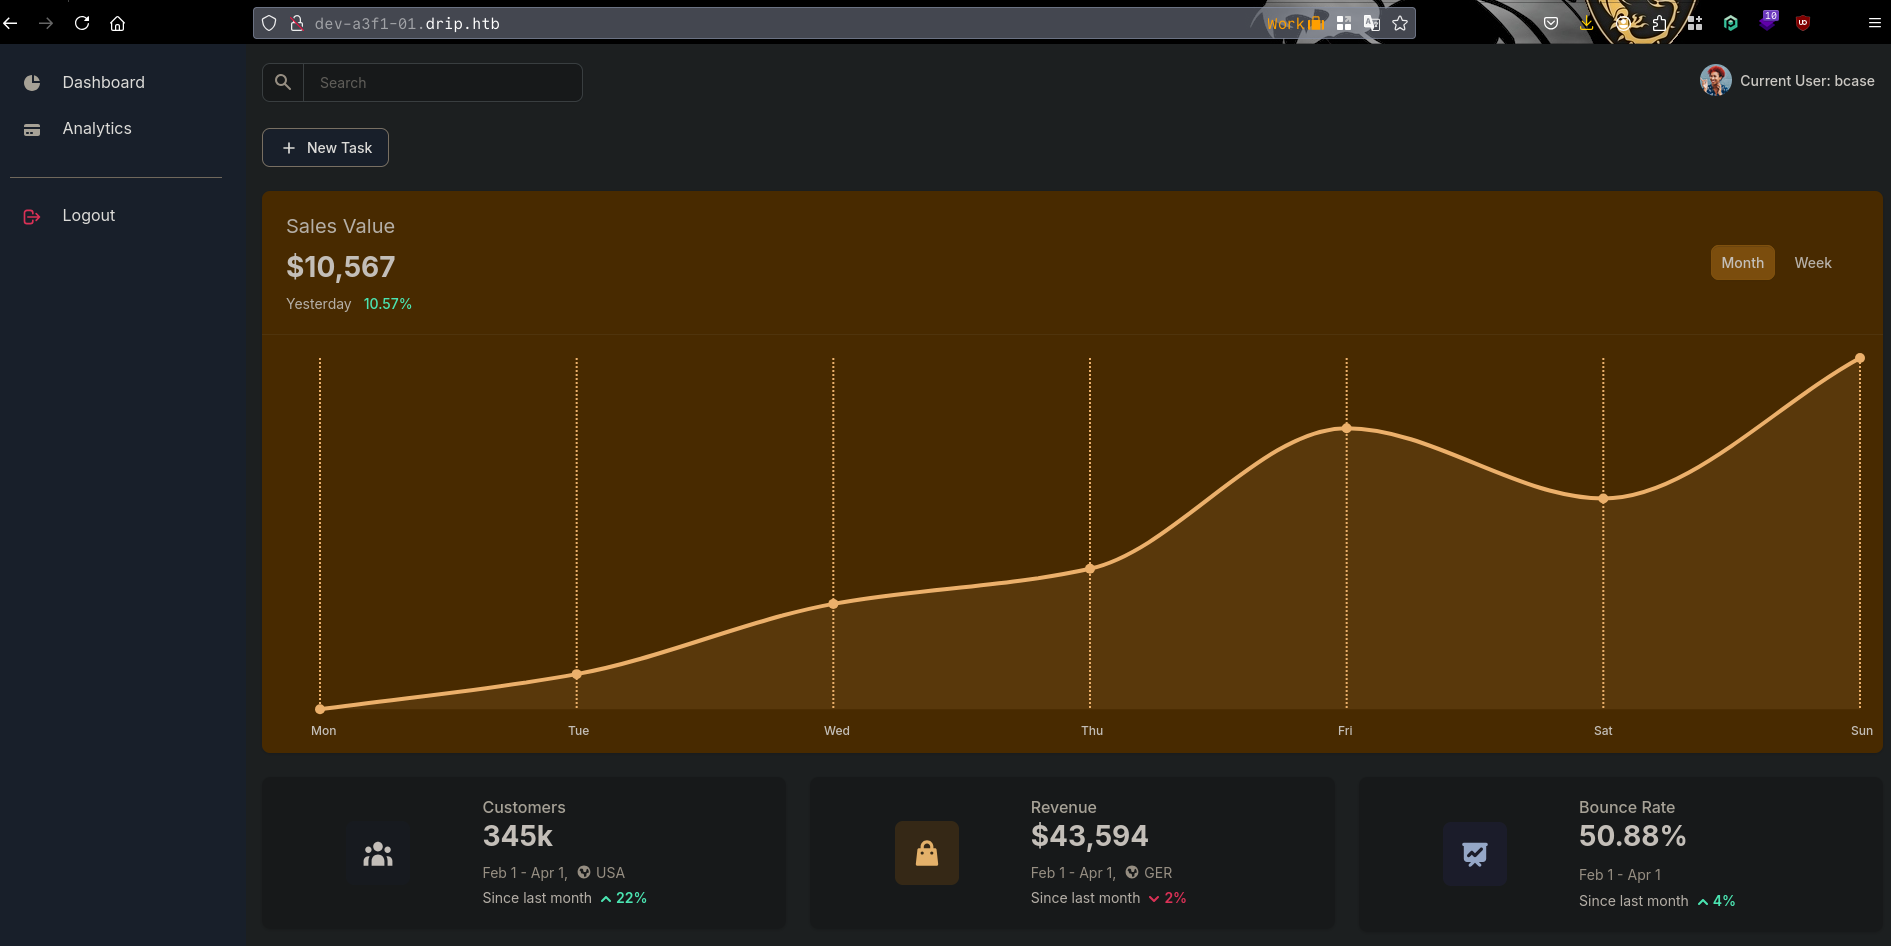 dev-a3f1-01.drip.htb
Work
10
Dashboard
Analytics
Logout
Search
Current User: bcase
New Task
Sales Value
$10,567
Yesterday 10.57%
Month Week
Mon Tue Wed Thu Fri Sat Sun
Customers
345k
Feb 1 - Apr 1, USA
Since last month 22%
Revenue
$43,594
Feb 1 - Apr 1, GER
Since last month 2%
Bounce Rate
50.88%
Feb 1 - Apr 1
Since last month 4%